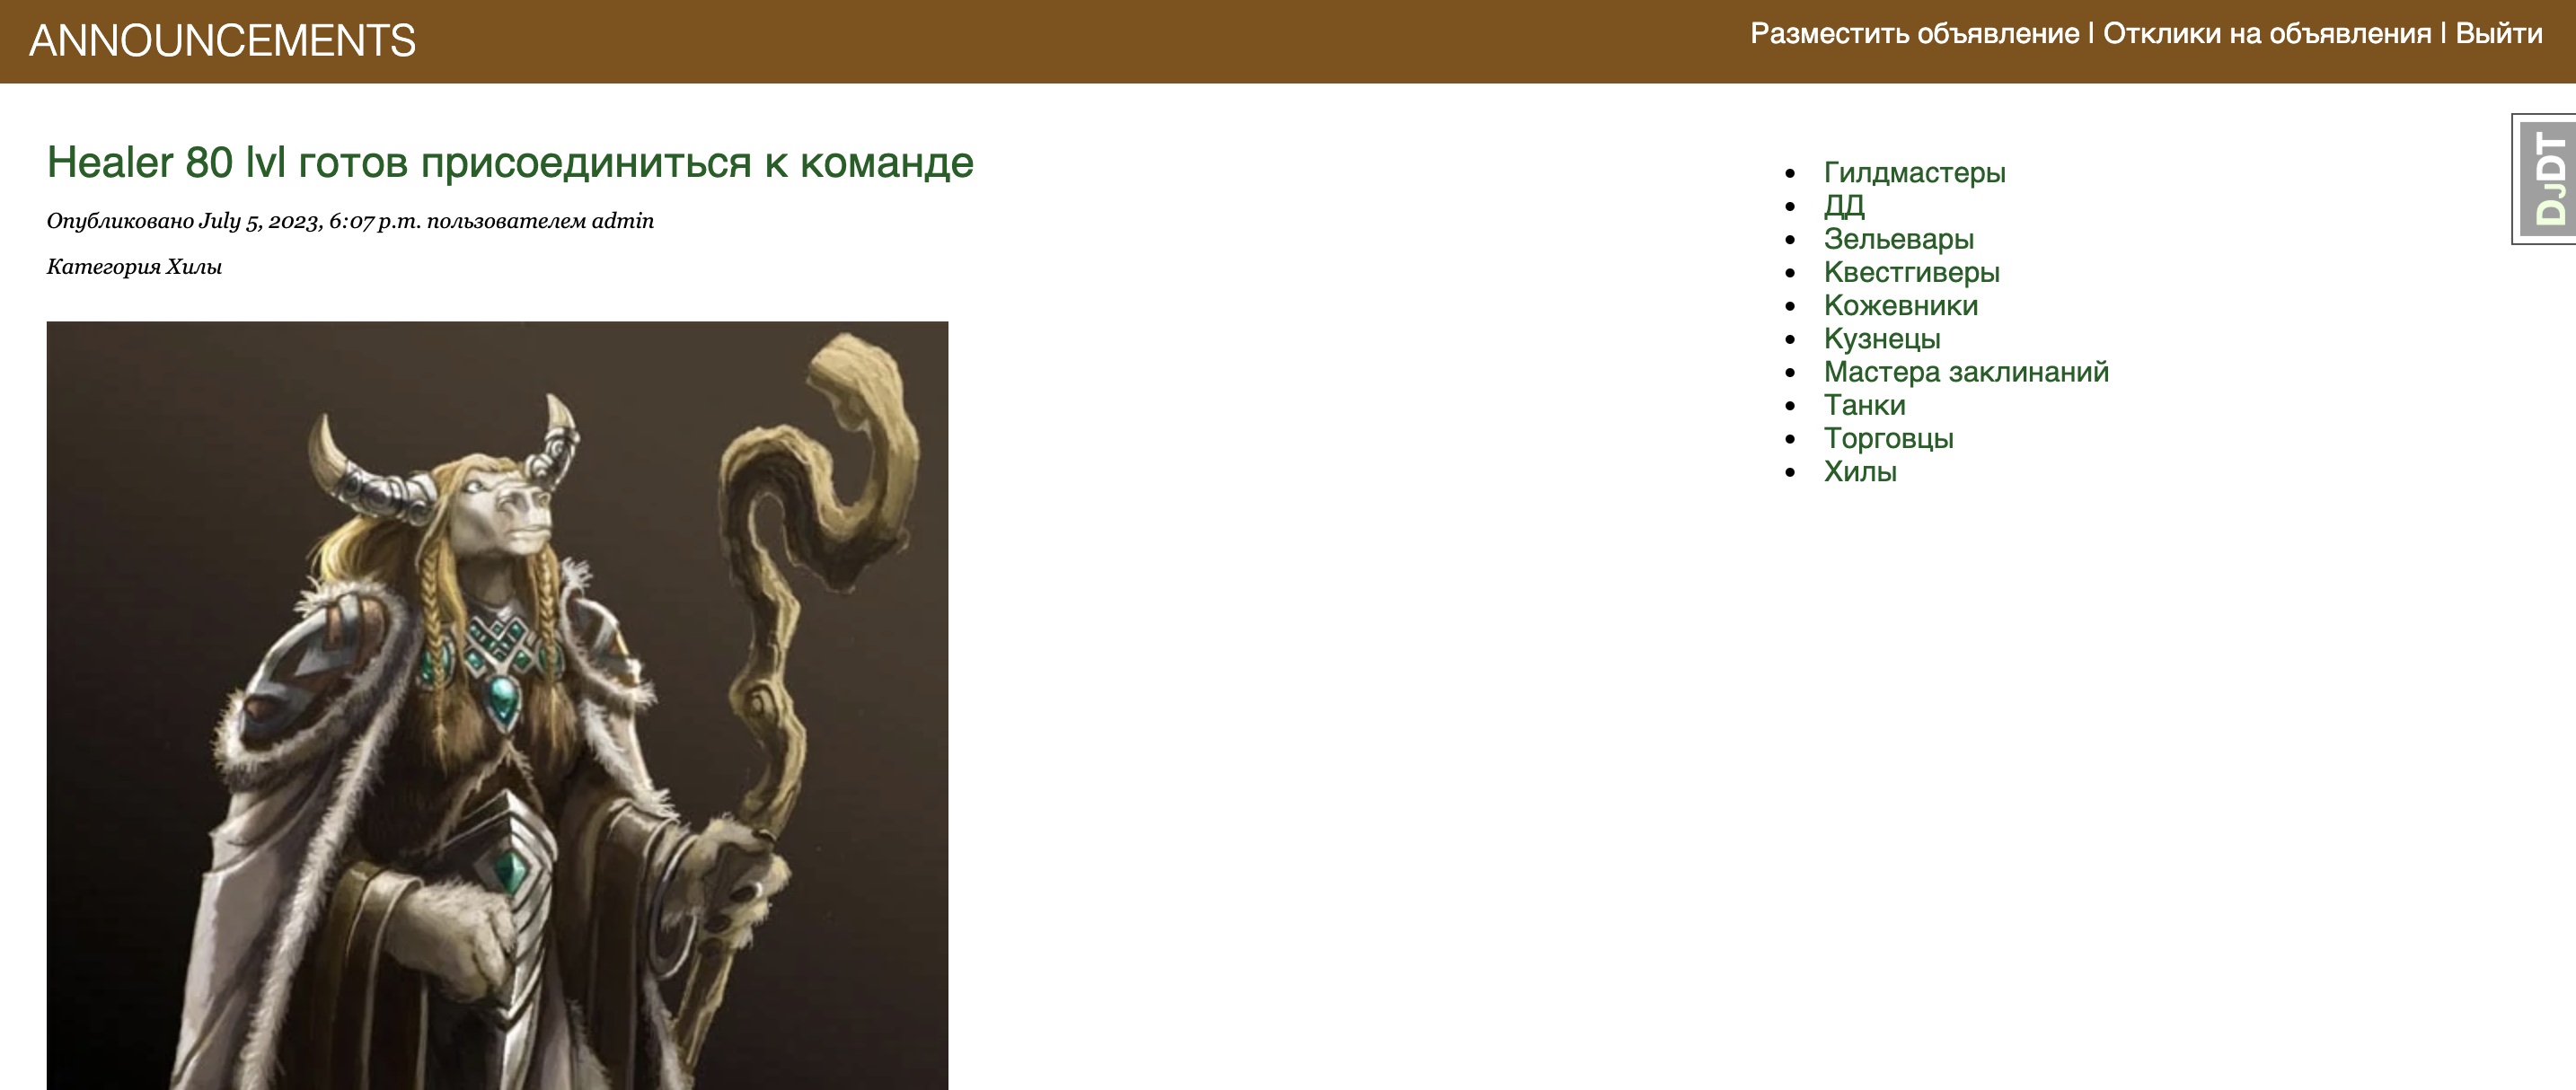 ANNOUNCEMENTS
Разместить объявление | Отклики на объявления | Выйти
Healer 80 lvl готов присоединиться к команде
Опубликовано July 5, 2023, 6:07 p.m. пользователем admin
Категория Хилы
Гилдмастеры
ДД
Зельевары
Квестгиверы
Кожевники
Кузнецы
Мастера заклинаний
Танки
Торговцы
Хилы
DJDT